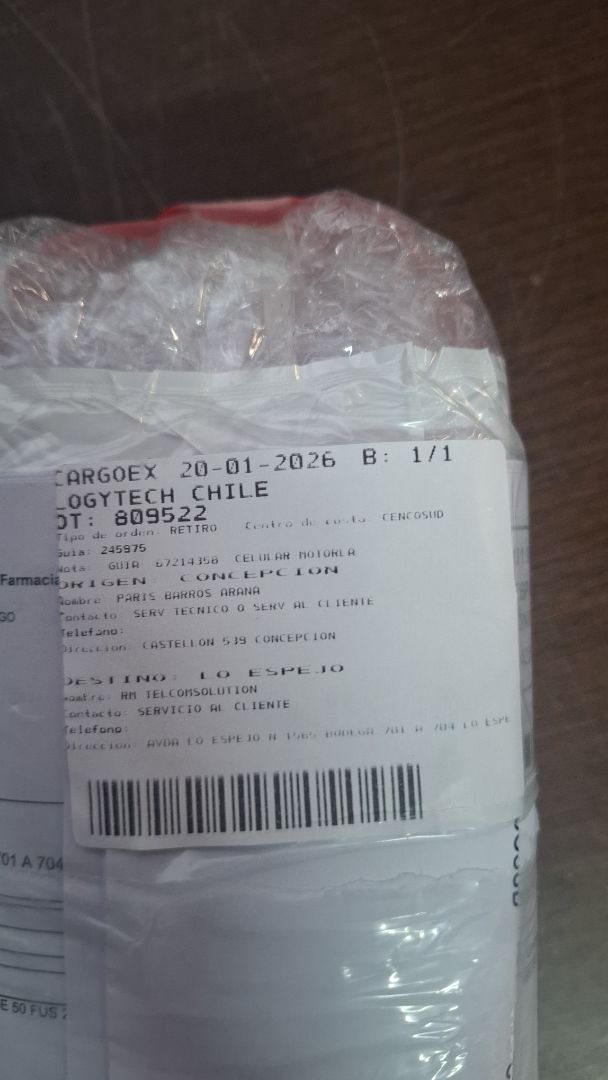 CARGOEX 20-01-2026 B: 1/1
LOGYTECH CHILE
OT: 809522
Tipo de orden: RETIRO Centro de costo: CENCOSUD
Guia: 245975
Nota: GUIA 67214358 CELULAR MOTORLA
ORIGEN: CONCEPCION
Nombre: PARIS BARROS ARANA
Contacto: SERV TECNICO O SERV AL CLIENTE
Telefono:
Direccion: CASTELLON 539 CONCEPCION
DESTINO: LO ESPEJO
Nombre: RM TELCOMSOLUTION
Contacto: SERVICIO AL CLIENTE
Telefono:
Direccion: AVDA LO ESPEJO N 1565 BODEGA 701 A 704 LO ESPE
Farmacia
GO
01 A 704
E 50 FUS